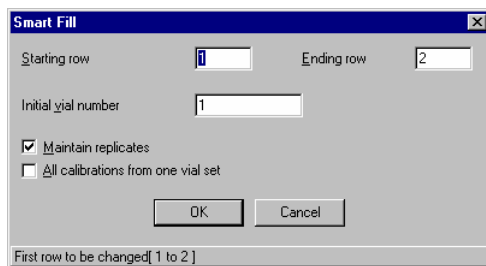 Smart Fill
Starting row 1 Ending row 2
Initial vial number 1
Maintain replicates
All calibrations from one vial set
OK Cancel
First row to be changed[ 1 to 2 ]